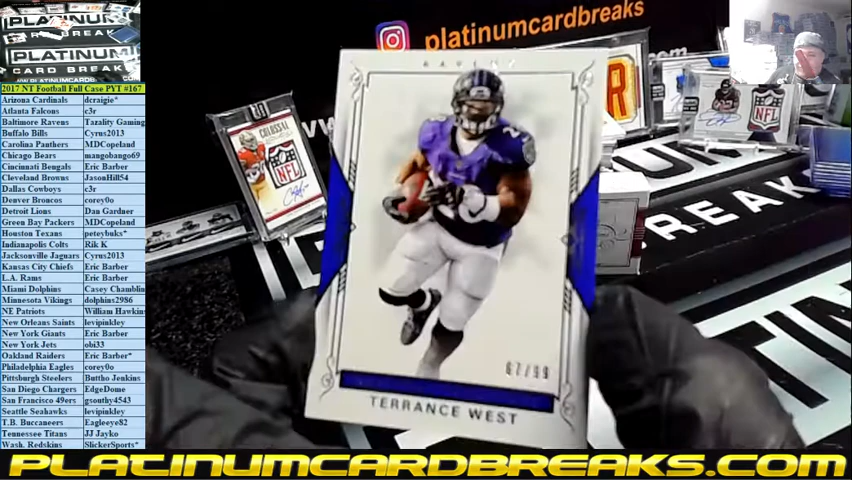 platinumcardbreaks
PLATINUM
CARD BREAK
PLATINUM
CARD BREAKS
2017 NT Football Full Case PYT #167
Arizona Cardinals dcraigie*
Atlanta Falcons c3r
Baltimore Ravens Tazality Gaming
Buffalo Bills Cyrus2013
Carolina Panthers MDCopeland
Chicago Bears mangobango69
Cincinnati Bengals Eric Barber
Cleveland Browns JasonHill54
Dallas Cowboys c3r
Denver Broncos corey0o
Detroit Lions Dan Gardner
Green Bay Packers MDCopeland
Houston Texans peteybuks*
Indianapolis Colts Rik K
Jacksonville Jaguars Cyrus2013
Kansas City Chiefs Eric Barber
L.A. Rams Eric Barber
Miami Dolphins Casey Chamblin
Minnesota Vikings dolphins2986
NE Patriots William Hawkins
New Orleans Saints levipinkley
New York Giants Eric Barber
New York Jets obi33
Oakland Raiders Eric Barber*
Philadelphia Eagles corey0o
Pittsburgh Steelers Buttho Jenkins
San Diego Chargers EdgeDome
San Francisco 49ers gsouthy4543
Seattle Seahawks levipinkley
T.B. Buccaneers Eagleeye82
Tennessee Titans JJ Jayko
Wash. Redskins SlickerSports*
RAVENS
COLOSSAL
NFL
NFL
BREAK
67/99
TERRANCE WEST
PLATINUMCARDBREAKS.COM